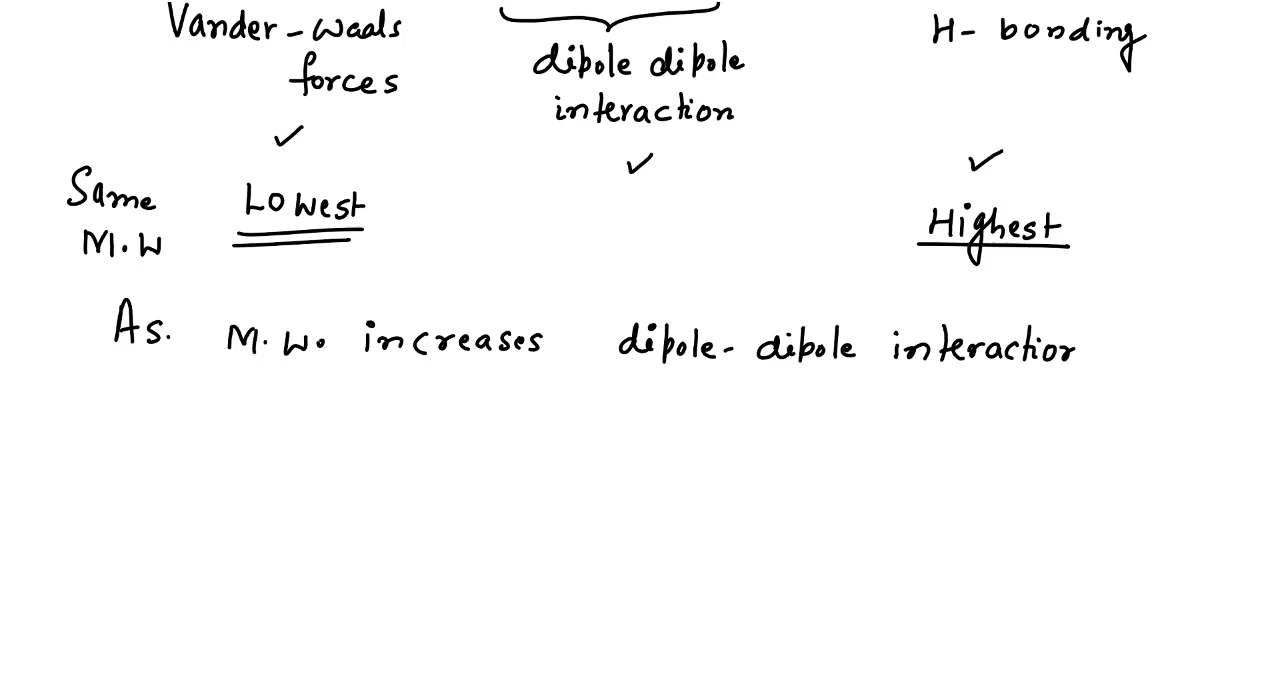 Vander-waals forces
dipole dipole interaction
H-bonding
Same M.W
Lowest
Highest
As. M.W. increases dipole-dipole interaction